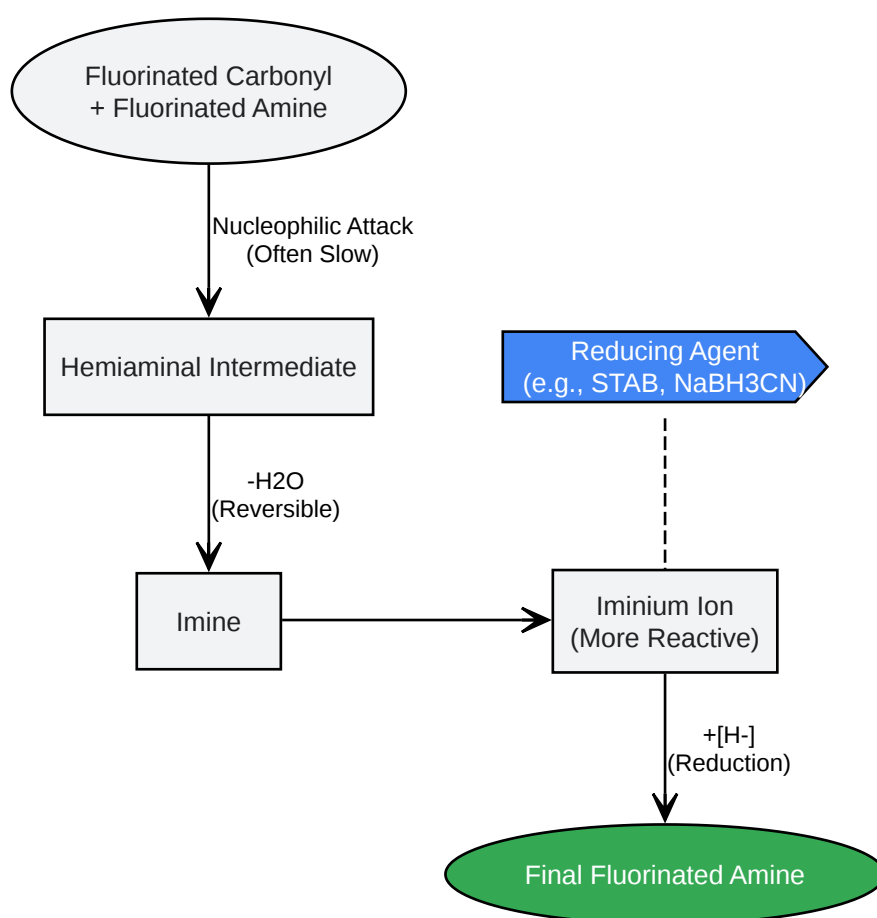 Fluorinated Carbonyl
+ Fluorinated Amine
Nucleophilic Attack
(Often Slow)
Hemiaminal Intermediate
Reducing Agent
(e.g., STAB, NaBH3CN)
-H2O
(Reversible)
Imine
Iminium Ion
(More Reactive)
+[H-]
(Reduction)
Final Fluorinated Amine